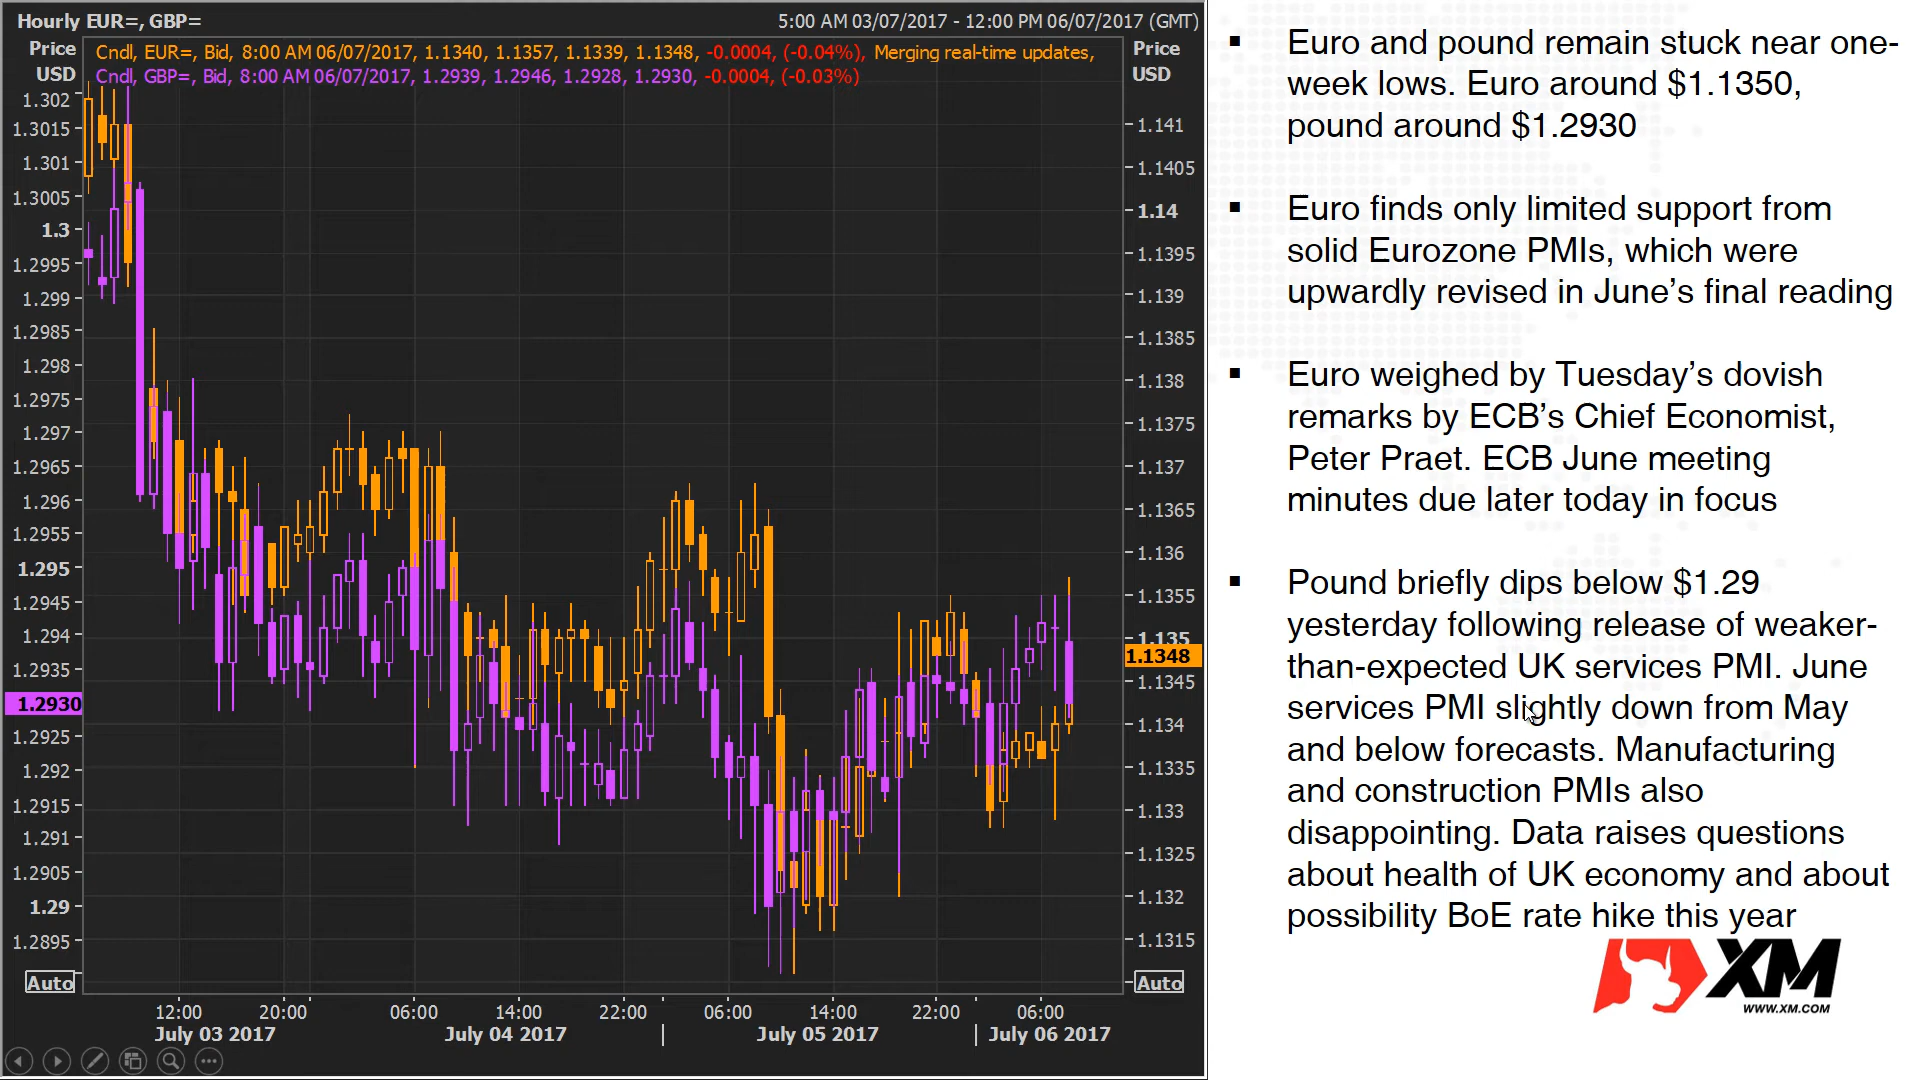 Hourly EUR=, GBP=
5:00 AM 03/07/2017 - 12:00 PM 06/07/2017 (GMT)
Price
USD
Cndl, EUR=, Bid, 8:00 AM 06/07/2017, 1.1340, 1.1357, 1.1339, 1.1348, -0.0004, (-0.04%), Merging real-time updates,
Cndl, GBP=, Bid, 8:00 AM 06/07/2017, 1.2939, 1.2946, 1.2928, 1.2930, -0.0004, (-0.03%)
Price
USD
1.302
1.3015
1.301
1.3005
1.3
1.2995
1.299
1.2985
1.298
1.2975
1.297
1.2965
1.296
1.2955
1.295
1.2945
1.294
1.2935
1.2930
1.2925
1.292
1.2915
1.291
1.2905
1.29
1.2895
Auto
1.141
1.1405
1.14
1.1395
1.139
1.1385
1.138
1.1375
1.137
1.1365
1.136
1.1355
1.135
1.1348
1.1345
1.134
1.1335
1.133
1.1325
1.132
1.1315
Auto
12:00 20:00 06:00 14:00 22:00 06:00 14:00 22:00 06:00
July 03 2017 July 04 2017 July 05 2017 July 06 2017
▪ Euro and pound remain stuck near one-
week lows. Euro around $1.1350,
pound around $1.2930
▪ Euro finds only limited support from
solid Eurozone PMIs, which were
upwardly revised in June’s final reading
▪ Euro weighed by Tuesday’s dovish
remarks by ECB’s Chief Economist,
Peter Praet. ECB June meeting
minutes due later today in focus
▪ Pound briefly dips below $1.29
yesterday following release of weaker-
than-expected UK services PMI. June
services PMI slightly down from May
and below forecasts. Manufacturing
and construction PMIs also
disappointing. Data raises questions
about health of UK economy and about
possibility BoE rate hike this year
XM
WWW.XM.COM